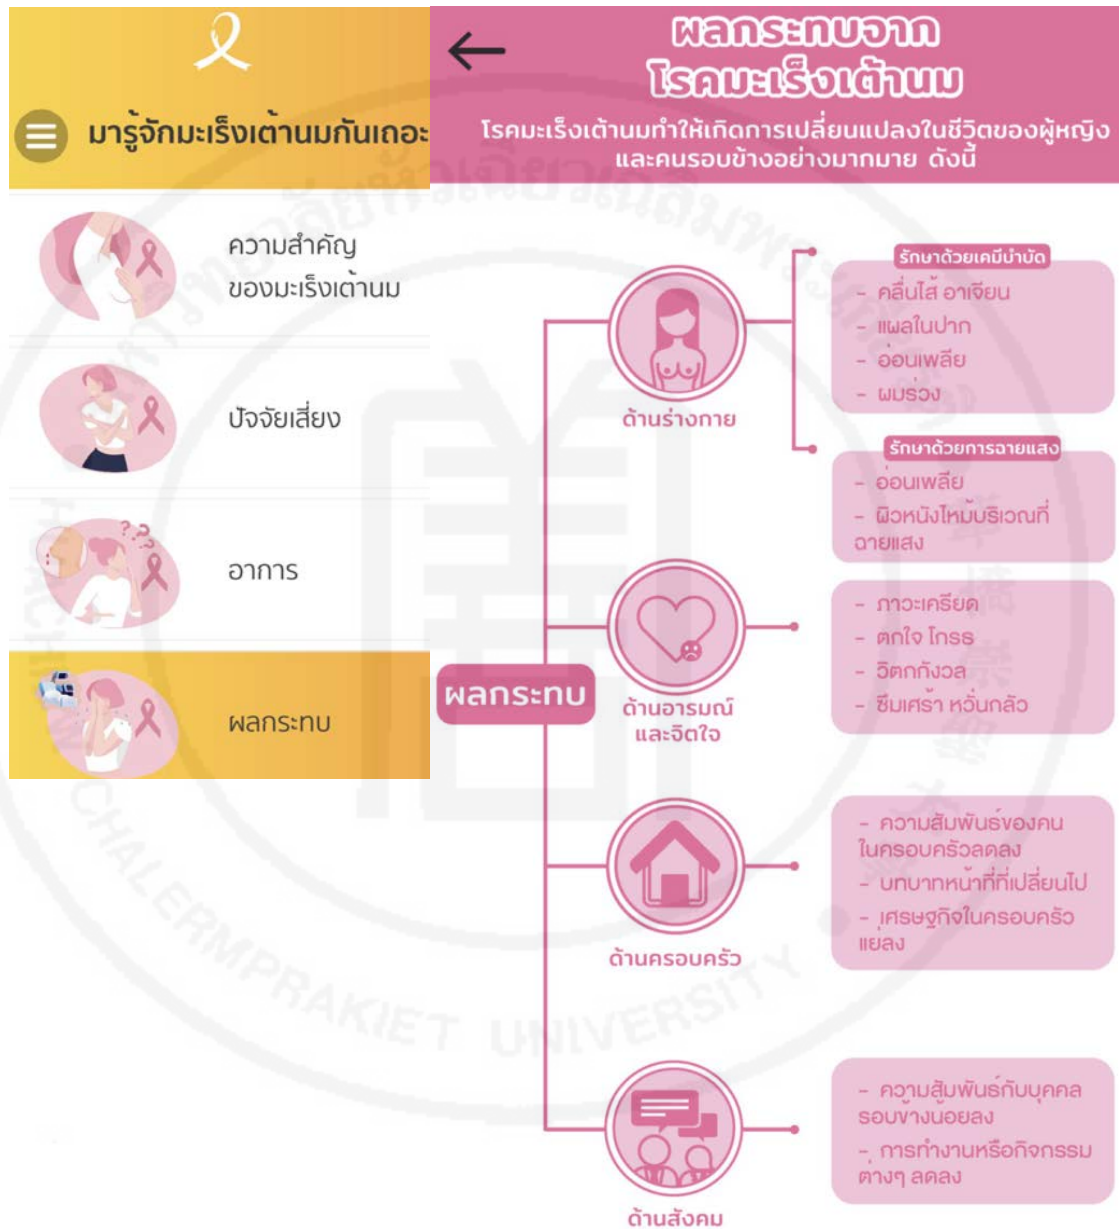 มารู้จักมะเร็งเต้านมกันเถอะ
ความสำคัญ
ของมะเร็งเต้านม
ปัจจัยเสี่ยง
???
อาการ
ผลกระทบ
ผลกระทบจาก
โรคมะเร็งเต้านม
โรคมะเร็งเต้านมทำให้เกิดการเปลี่ยนแปลงในชีวิตของผู้หญิง
และคนรอบข้างอย่างมากมาย ดังนี้
ผลกระทบ
ด้านร่างกาย
รักษาด้วยเคมีบำบัด
- คลื่นไส้ อาเจียน
- แผลในปาก
- อ่อนเพลีย
- ผมร่วง
รักษาด้วยการฉายแสง
- อ่อนเพลีย
- ผิวหนังไหม้บริเวณที่
ฉายแสง
ด้านอารมณ์
และจิตใจ
- ภาวะเครียด
- ตกใจ โกรธ
- วิตกกังวล
- ซึมเศร้า หวั่นกลัว
ด้านครอบครัว
- ความสัมพันธ์ของคน
ในครอบครัวลดลง
- บทบาทหน้าที่ที่เปลี่ยนไป
- เศรษฐกิจในครอบครัว
แย่ลง
ด้านสังคม
- ความสัมพันธ์กับบุคคล
รอบข้างน้อยลง
- การทำงานหรือกิจกรรม
ต่างๆ ลดลง
HUACHIEW CHALERMPRAKIET UNIVERSITY